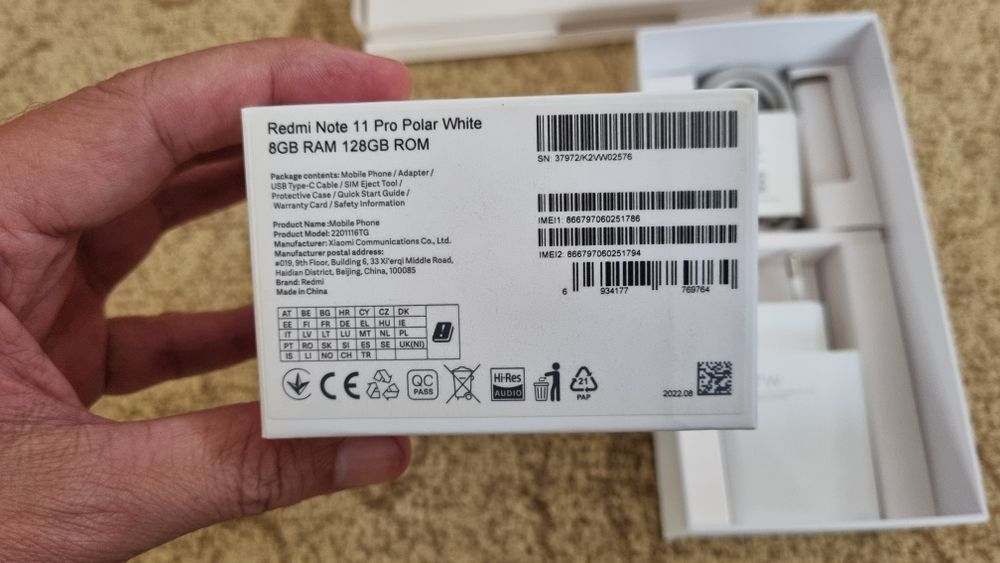 Redmi Note 11 Pro Polar White
8GB RAM 128GB ROM
Package contents: Mobile Phone / Adapter /
USB Type-C Cable / SIM Eject Tool /
Protective Case / Quick Start Guide /
Warranty Card / Safety Information
Product Name:Mobile Phone
Product Model: 2201116TG
Manufacturer: Xiaomi Communications Co., Ltd.
Manufacturer postal address:
#019, 9th Floor, Building 6, 33 Xi'erqi Middle Road,
Haidian District, Beijing, China, 100085
Brand: Redmi
Made in China
SN: 37972/K2VW02576
IMEI1: 866797060251786
IMEI2: 866797060251794
6 934177 769764
AT BE BG HR CY CZ DK
EE FI FR DE EL HU IE
IT LV LT LU MT NL PL
PT RO SK SI ES SE UK(NI)
IS LI NO CH TR
CE
QC
PASS
Hi-Res
AUDIO
21
PAP
2022.08